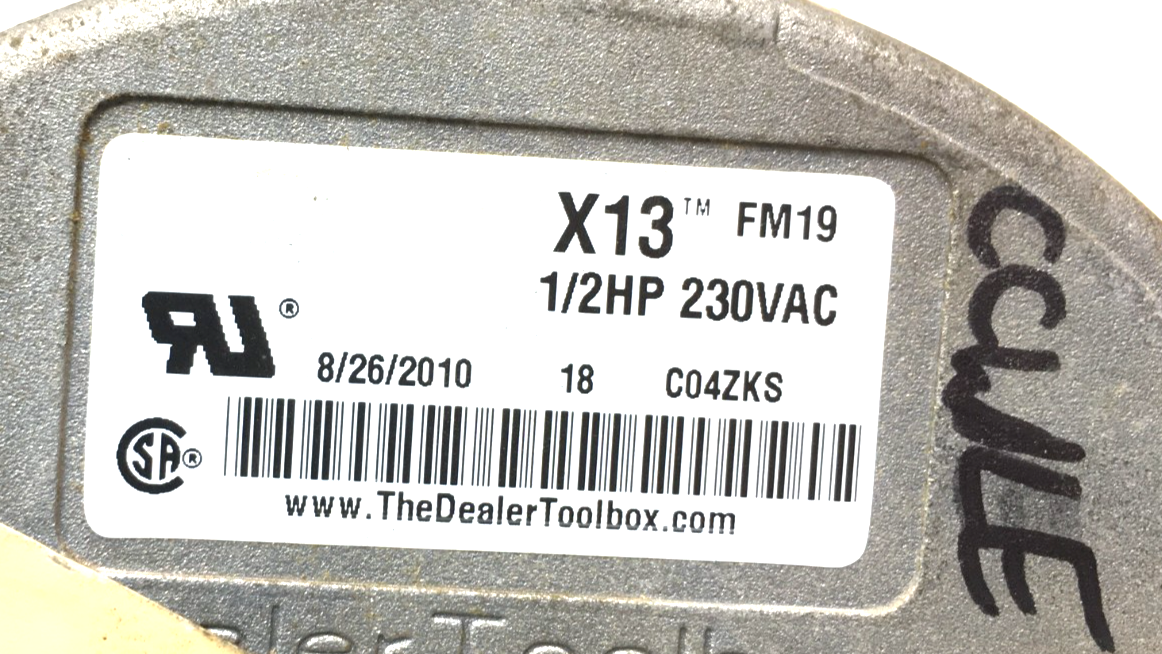 X13™ FM19
1/2HP 230VAC
8/26/2010 18 C04ZKS
www.TheDealerToolbox.com
CCWLE